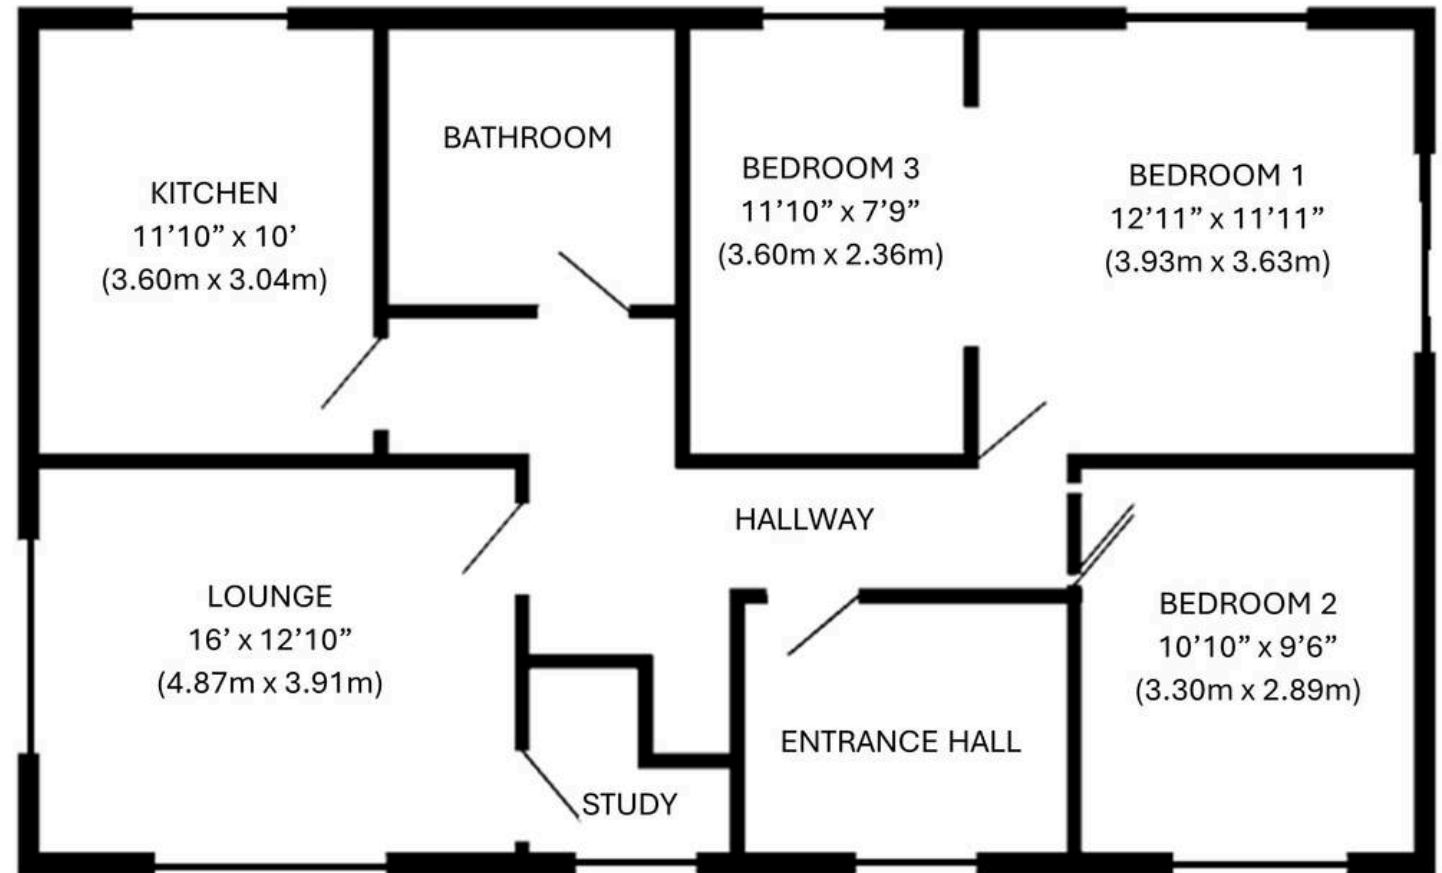 BATHROOM
KITCHEN
11’10” x 10’
(3.60m x 3.04m)
BEDROOM 3
11’10” x 7’9”
(3.60m x 2.36m)
BEDROOM 1
12’11” x 11’11”
(3.93m x 3.63m)
HALLWAY
LOUNGE
16’ x 12’10”
(4.87m x 3.91m)
BEDROOM 2
10’10” x 9’6”
(3.30m x 2.89m)
ENTRANCE HALL
STUDY